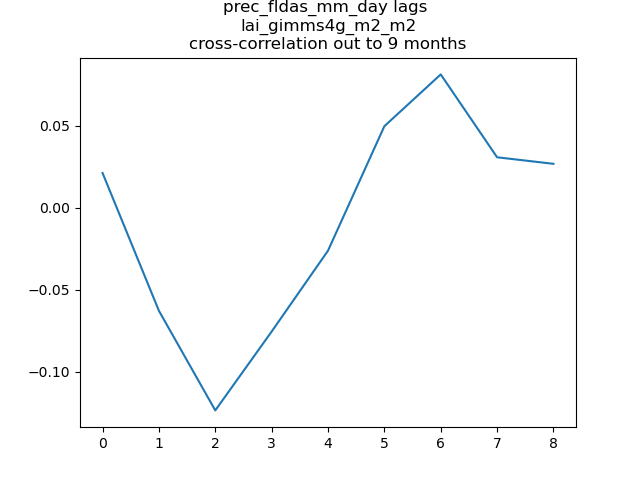 prec_fldas_mm_day lags
lai_gimms4g_m2_m2
cross-correlation out to 9 months
0.05
0.00
−0.05
−0.10
0 1 2 3 4 5 6 7 8